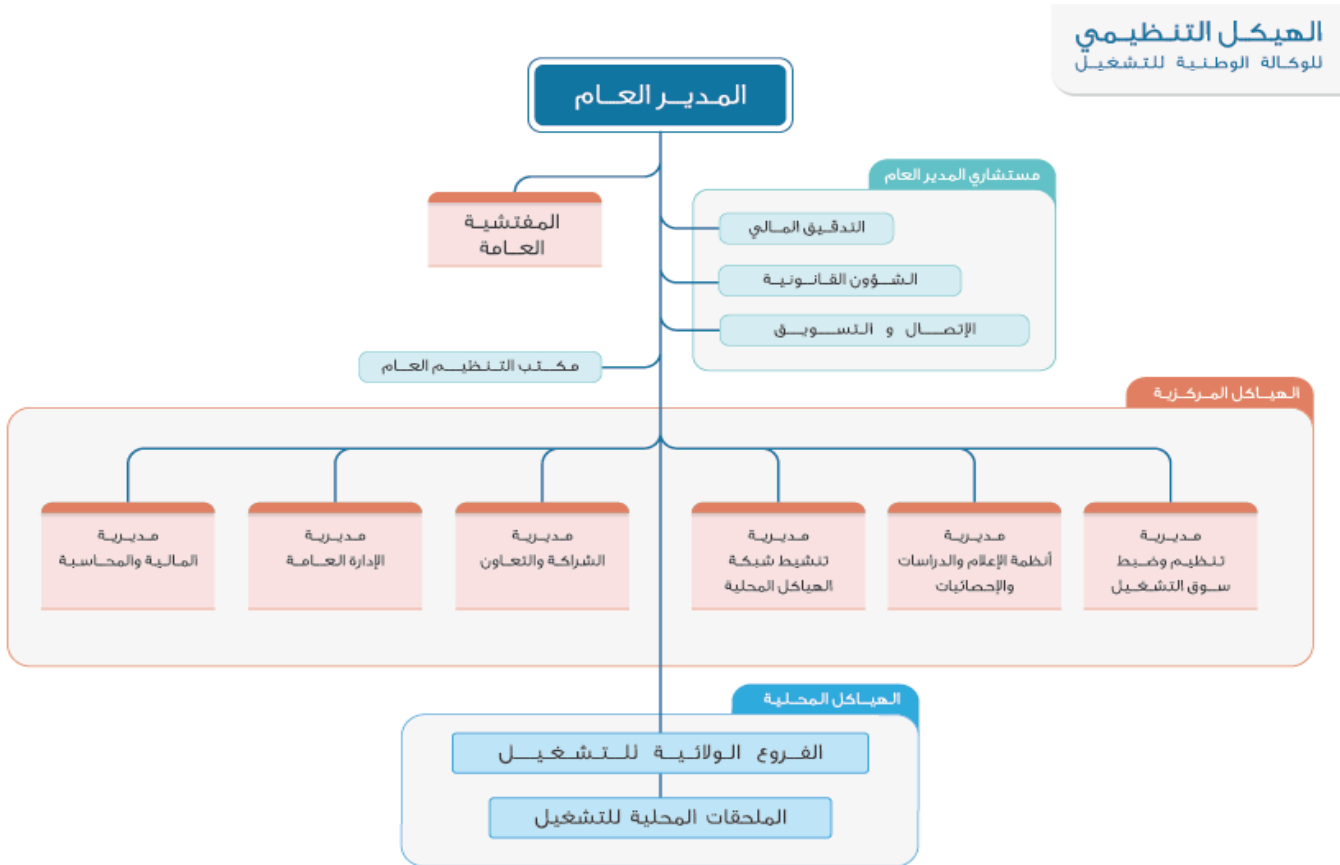 الهيكل التنظيمي
للوكالة الوطنية للتشغيل
المدير العام
مستشاري المدير العام
المفتشية
العامة
التدقيق المالي
الشؤون القانونية
الإتصال و التسويق
مكتب التنظيم العام
الهياكل المركزية
مديرية
تنظيم وضبط
سوق التشغيل
مديرية
أنظمة الإعلام والدراسات
والإحصائيات
مديرية
تنشيط شبكة
الهياكل المحلية
مديرية
الشراكة والتعاون
مديرية
الإدارة العامة
مديرية
المالية والمحاسبة
الهياكل المحلية
الفروع الولائية للتشغيل
الملحقات المحلية للتشغيل